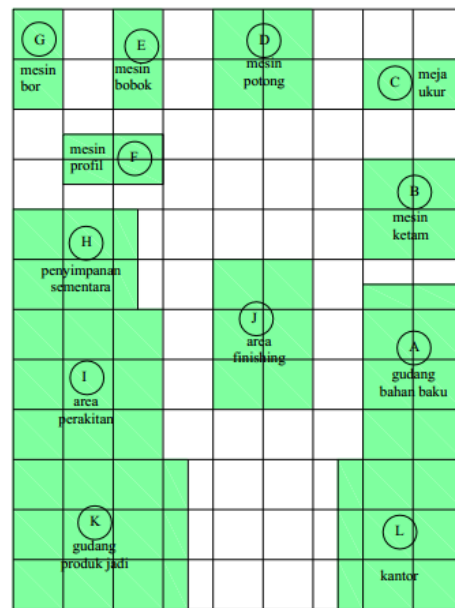 G
mesin
bor
E
mesin
bobok
D
mesin
potong
C
meja
ukur
mesin
profil
F
B
mesin
ketam
H
penyimpanan
sementara
J
area
finishing
A
gudang
bahan baku
I
area
perakitan
K
gudang
produk jadi
L
kantor